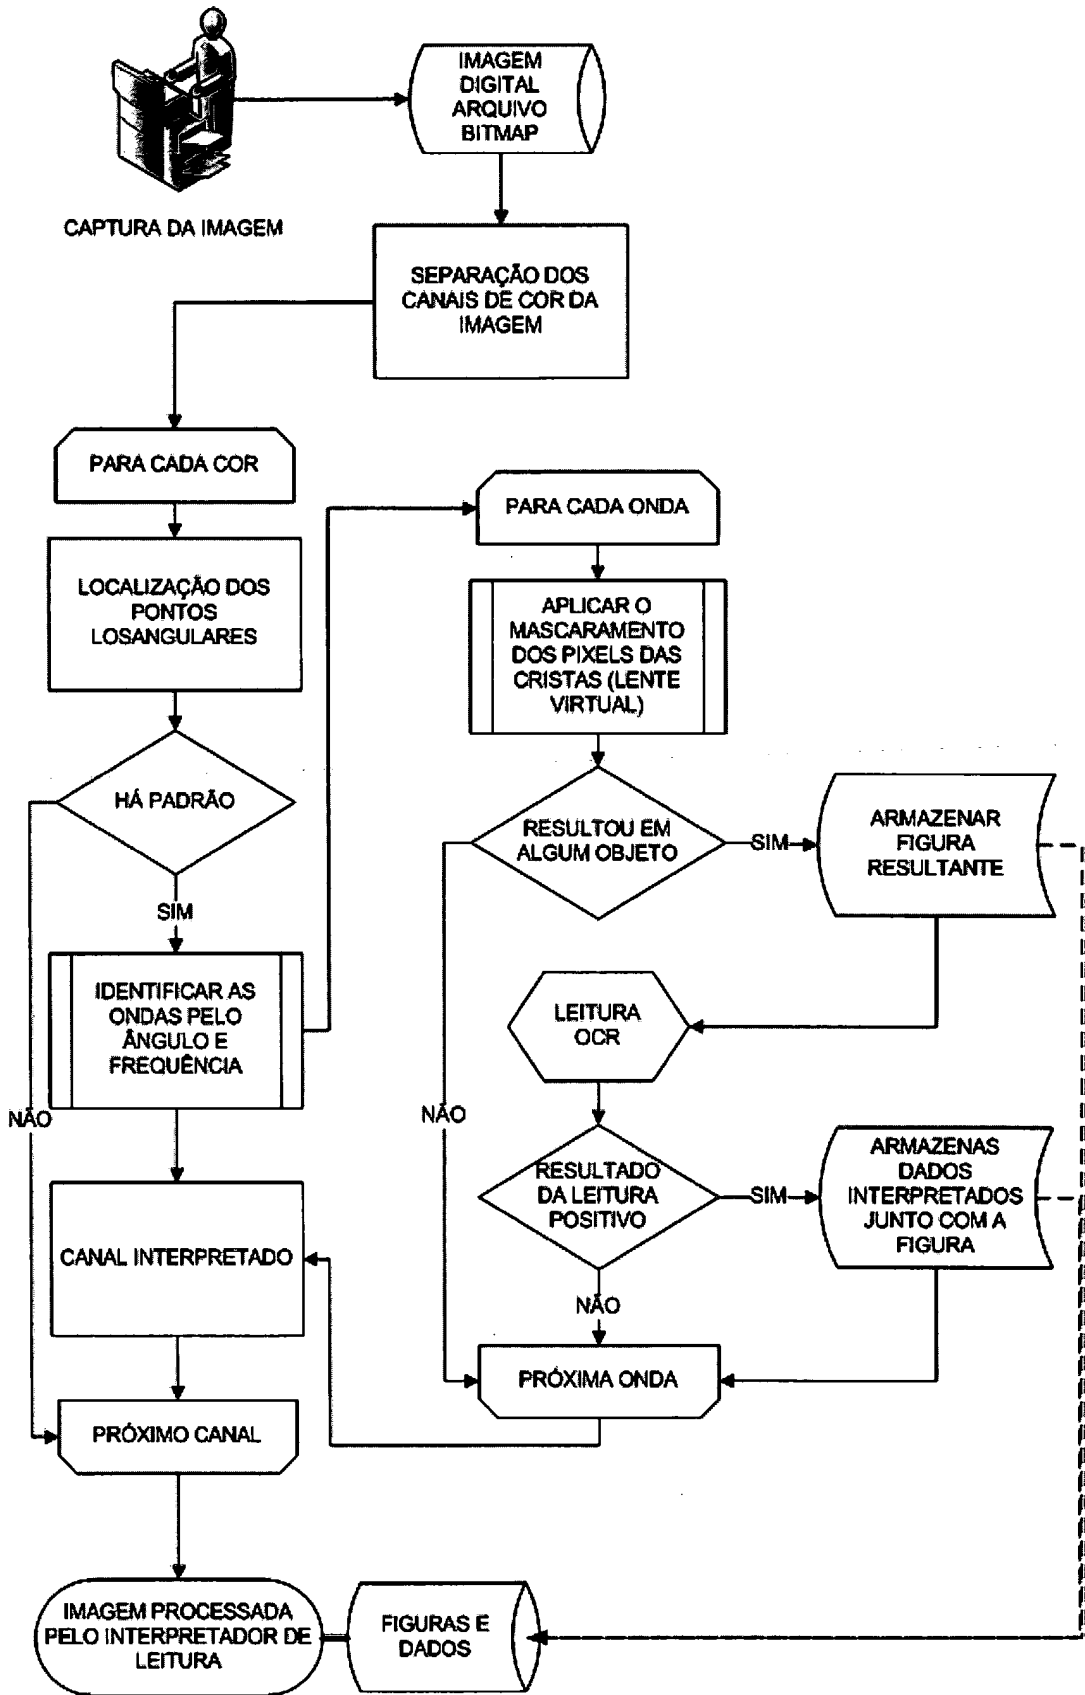 IMAGEM
DIGITAL
ARQUIVO
BITMAP
CAPTURA DA IMAGEM
SEPARAÇÃO DOS
CANAIS DE COR DA
IMAGEM
PARA CADA COR
PARA CADA ONDA
LOCALIZAÇÃO DOS
PONTOS
LOSANGULARES
APLICAR O
MASCARAMENTO
DOS PIXELS DAS
CRISTAS (LENTE
VIRTUAL)
HÁ PADRÃO
RESULTOU EM
ALGUM OBJETO
SIM
ARMAZENAR
FIGURA
RESULTANTE
SIM
IDENTIFICAR AS
ONDAS PELO
ÂNGULO E
FREQUÊNCIA
LEITURA
OCR
NÃO
NÃO
RESULTADO
DA LEITURA
POSITIVO
SIM
ARMAZENAS
DADOS
INTERPRETADOS
JUNTO COM A
FIGURA
CANAL INTERPRETADO
NÃO
PRÓXIMA ONDA
PRÓXIMO CANAL
IMAGEM PROCESSADA
PELO INTERPRETADOR DE
LEITURA
FIGURAS E
DADOS